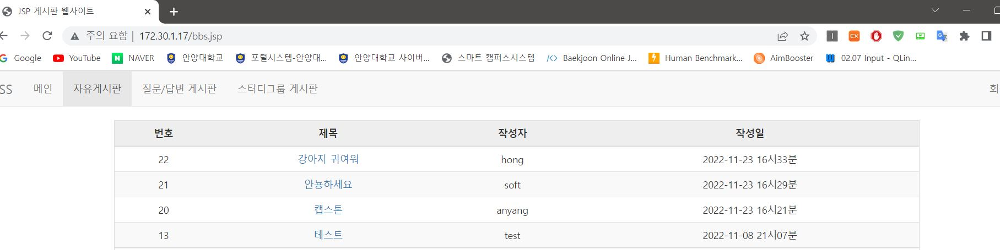 JSP 게시판 웹사이트
주의 요함 | 172.30.1.17/bbs.jsp
Google YouTube NAVER 안양대학교 포털시스템-안양대... 안양대학교 사이버... 스마트 캠퍼스시스템 Baekjoon Online J... Human Benchmark... AimBooster 02.07 Input - QLin...
SS 메인 자유게시판 질문/답변 게시판 스터디그룹 게시판 회
번호 제목 작성자 작성일
22 강아지 귀여워 hong 2022-11-23 16시33분
21 안뇽하세요 soft 2022-11-23 16시29분
20 캡스톤 anyang 2022-11-23 16시21분
13 테스트 test 2022-11-08 21시07분